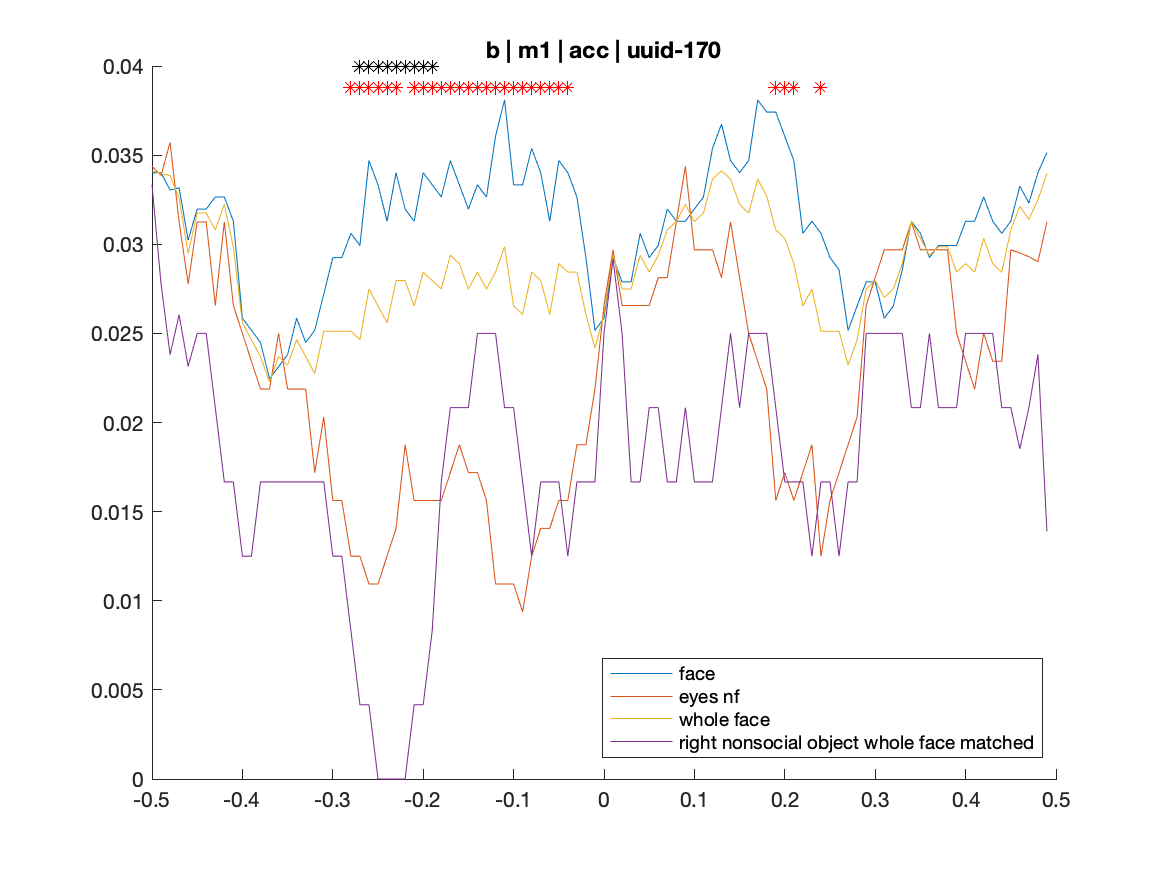 b | m1 | acc | uuid-170
0.04
0.035
0.03
0.025
0.02
0.015
0.01
0.005
0
-0.5 -0.4 -0.3 -0.2 -0.1 0 0.1 0.2 0.3 0.4 0.5
face
eyes nf
whole face
right nonsocial object whole face matched